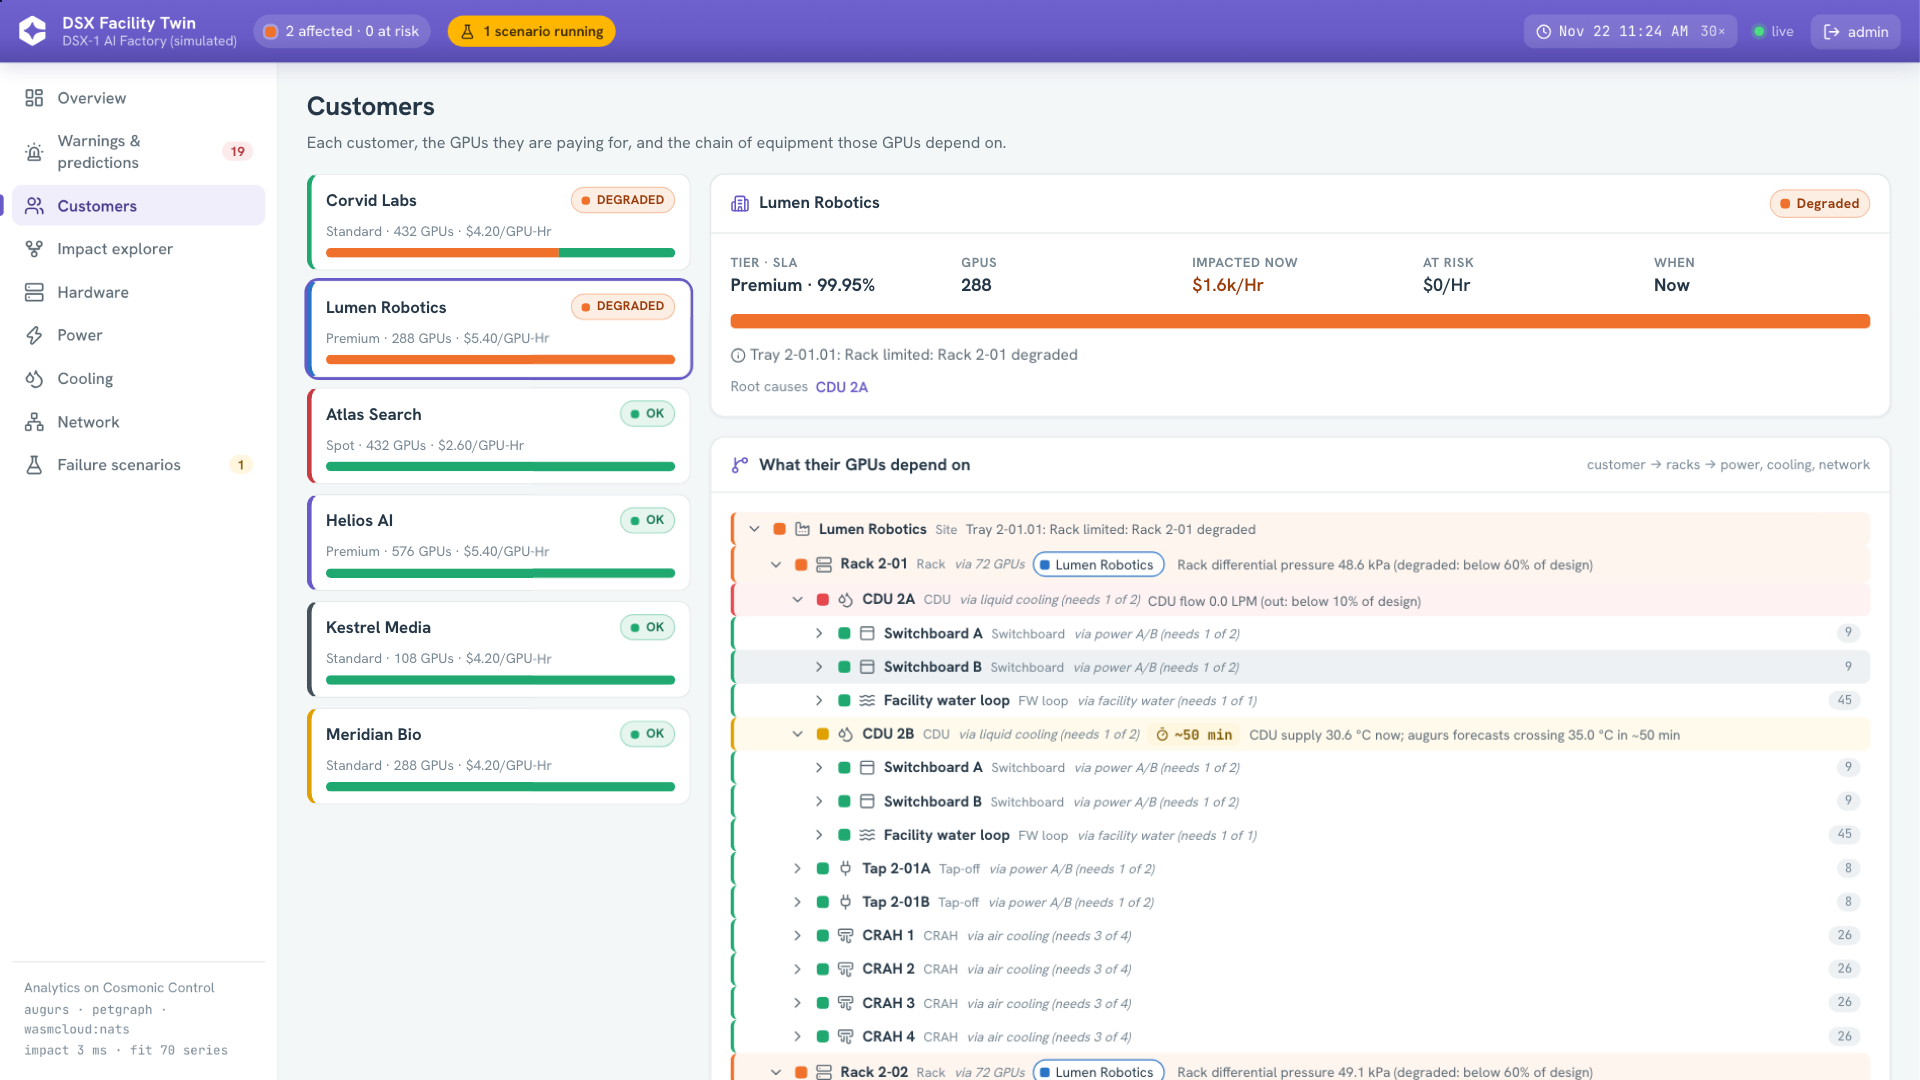 DSX Facility Twin
DSX-1 AI Factory (simulated)
2 affected · 0 at risk
1 scenario running
Nov 22 11:24 AM 30×
live
admin
Overview
Warnings & predictions
19
Customers
Impact explorer
Hardware
Power
Cooling
Network
Failure scenarios
1
Analytics on Cosmonic Control
augurs · petgraph ·
wasmcloud:nats
impact 3 ms · fit 70 series
Customers
Each customer, the GPUs they are paying for, and the chain of equipment those GPUs depend on.
Corvid Labs
DEGRADED
Standard · 432 GPUs · $4.20/GPU-Hr
Lumen Robotics
DEGRADED
Premium · 288 GPUs · $5.40/GPU-Hr
Atlas Search
OK
Spot · 432 GPUs · $2.60/GPU-Hr
Helios AI
OK
Premium · 576 GPUs · $5.40/GPU-Hr
Kestrel Media
OK
Standard · 108 GPUs · $4.20/GPU-Hr
Meridian Bio
OK
Standard · 288 GPUs · $4.20/GPU-Hr
Lumen Robotics
Degraded
TIER · SLA
Premium · 99.95%
GPUS
288
IMPACTED NOW
$1.6k/Hr
AT RISK
$0/Hr
WHEN
Now
Tray 2-01.01: Rack limited: Rack 2-01 degraded
Root causes CDU 2A
What their GPUs depend on
customer → racks → power, cooling, network
Lumen Robotics Site Tray 2-01.01: Rack limited: Rack 2-01 degraded
Rack 2-01 Rack via 72 GPUs Lumen Robotics Rack differential pressure 48.6 kPa (degraded: below 60% of design)
CDU 2A CDU via liquid cooling (needs 1 of 2) CDU flow 0.0 LPM (out: below 10% of design)
Switchboard A Switchboard via power A/B (needs 1 of 2) 9
Switchboard B Switchboard via power A/B (needs 1 of 2) 9
Facility water loop FW loop via facility water (needs 1 of 1) 45
CDU 2B CDU via liquid cooling (needs 1 of 2) ~50 min CDU supply 30.6 °C now; augurs forecasts crossing 35.0 °C in ~50 min
Switchboard A Switchboard via power A/B (needs 1 of 2) 9
Switchboard B Switchboard via power A/B (needs 1 of 2) 9
Facility water loop FW loop via facility water (needs 1 of 1) 45
Tap 2-01A Tap-off via power A/B (needs 1 of 2) 8
Tap 2-01B Tap-off via power A/B (needs 1 of 2) 8
CRAH 1 CRAH via air cooling (needs 3 of 4) 26
CRAH 2 CRAH via air cooling (needs 3 of 4) 26
CRAH 3 CRAH via air cooling (needs 3 of 4) 26
CRAH 4 CRAH via air cooling (needs 3 of 4) 26
Rack 2-02 Rack via 72 GPUs Lumen Robotics Rack differential pressure 49.1 kPa (degraded: below 60% of design)